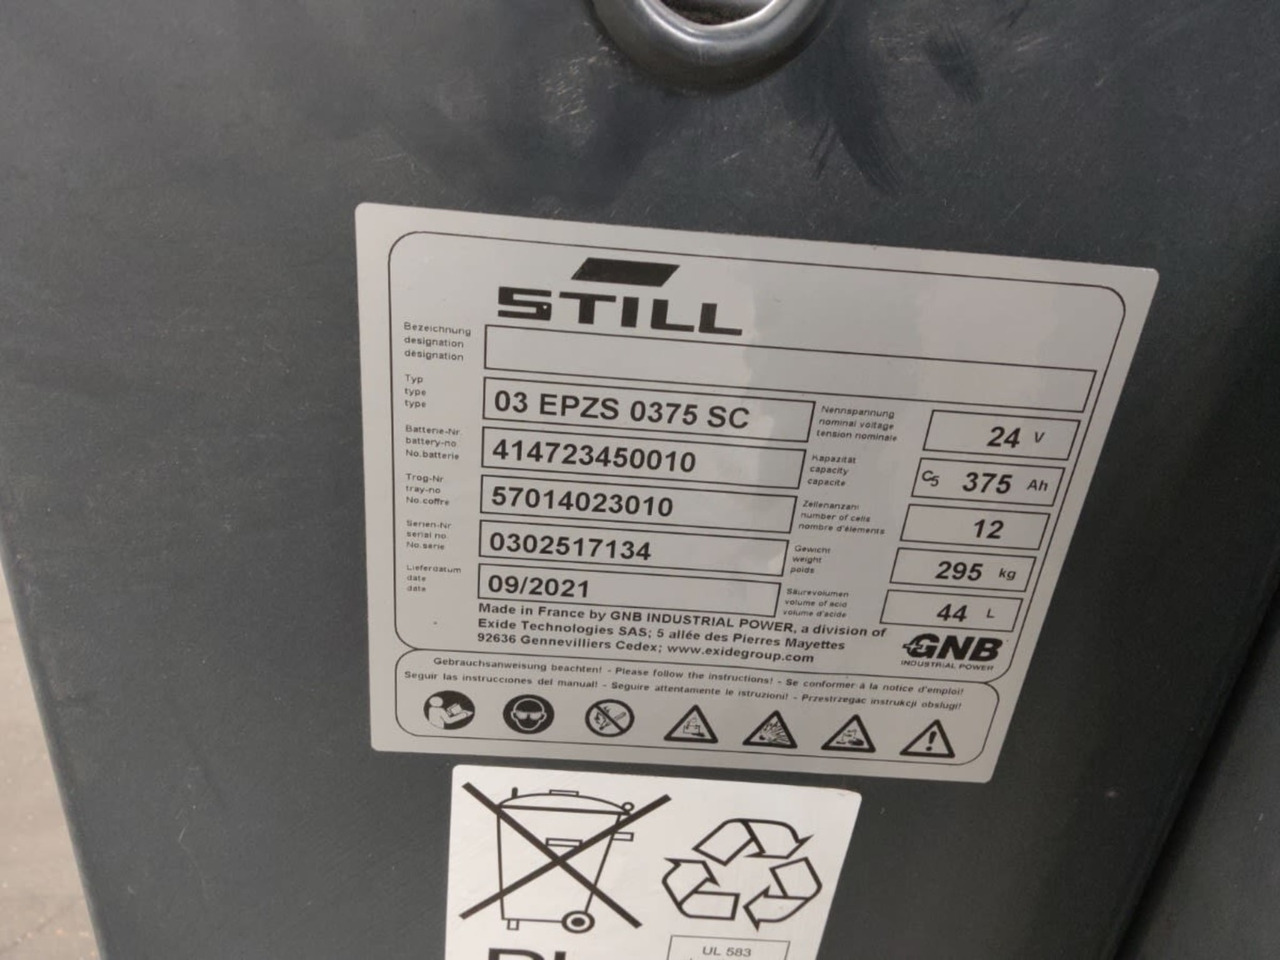 STILL
Bezeichnung
designation
désignation
Typ
type
type
03 EPZS 0375 SC
Nennspannung
nominal voltage
tension nominale
24 V
Batterie-Nr.
battery-no
No.batterie
414723450010
Kapazität
capacity
capacite
C5 375 Ah
Trog-Nr
tray-no
No.coffre
57014023010
Zellenanzahl
number of cells
nombre d'élements
12
Serien-Nr
serial no.
No.serie
0302517134
Gewicht
weight
poids
295 kg
Lieferdatum
date
date
09/2021
Säurevolumen
volume of acid
volume d'acide
44 L
Made in France by GNB INDUSTRIAL POWER, a division of
Exide Technologies SAS; 5 allée des Pierres Mayettes
92636 Gennevilliers Cedex; www.exidegroup.com
GNB
INDUSTRIAL POWER
Gebrauchsanweisung beachten! - Please follow the instructions! - Se conformer à la notice d'emploi!
Seguir las instrucciones del manual! - Seguire attentamente le istruzioni! - Przestrzegac instrukcji obslugi!
UL 583